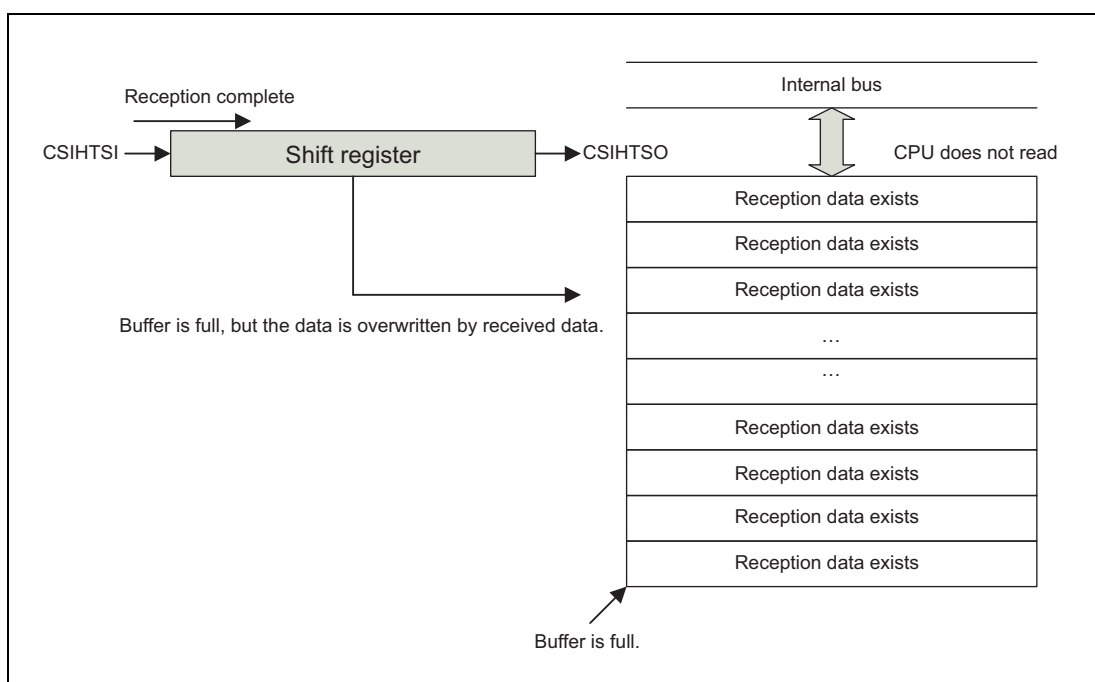 Internal bus
Reception complete
CSIHTSI
Shift register
CSIHTSO
CPU does not read
Reception data exists
Reception data exists
Reception data exists
Buffer is full, but the data is overwritten by received data.
…
…
Reception data exists
Reception data exists
Reception data exists
Reception data exists
Buffer is full.